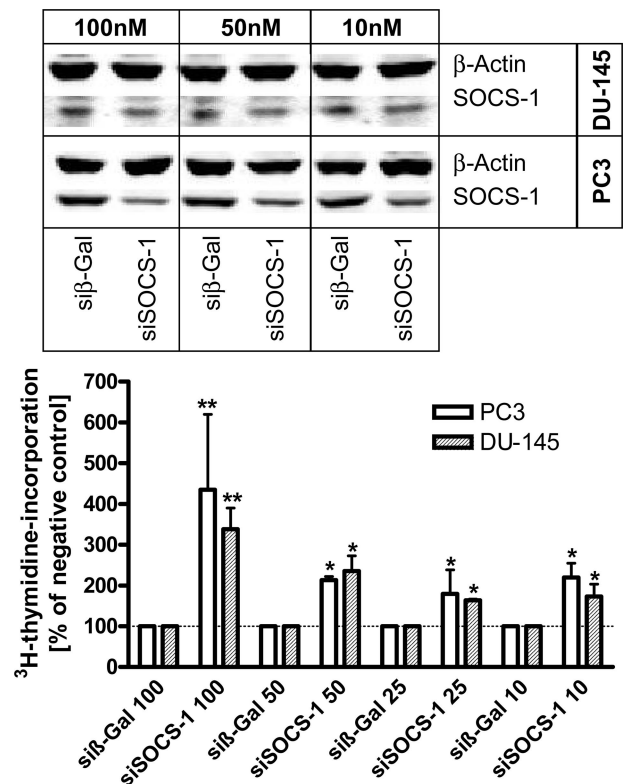 100nM 50nM 10nM
β-Actin
SOCS-1
DU-145
β-Actin
SOCS-1
PC3
siβ-Gal siSOCS-1 siβ-Gal siSOCS-1 siβ-Gal siSOCS-1
³H-thymidine-incorporation
[% of negative control]
700
600
500
400
300
200
100
0
** ** * * * * * *
PC3
DU-145
siß-Gal 100 siSOCS-1 100 siß-Gal 50 siSOCS-1 50 siß-Gal 25 siSOCS-1 25 siß-Gal 10 siSOCS-1 10